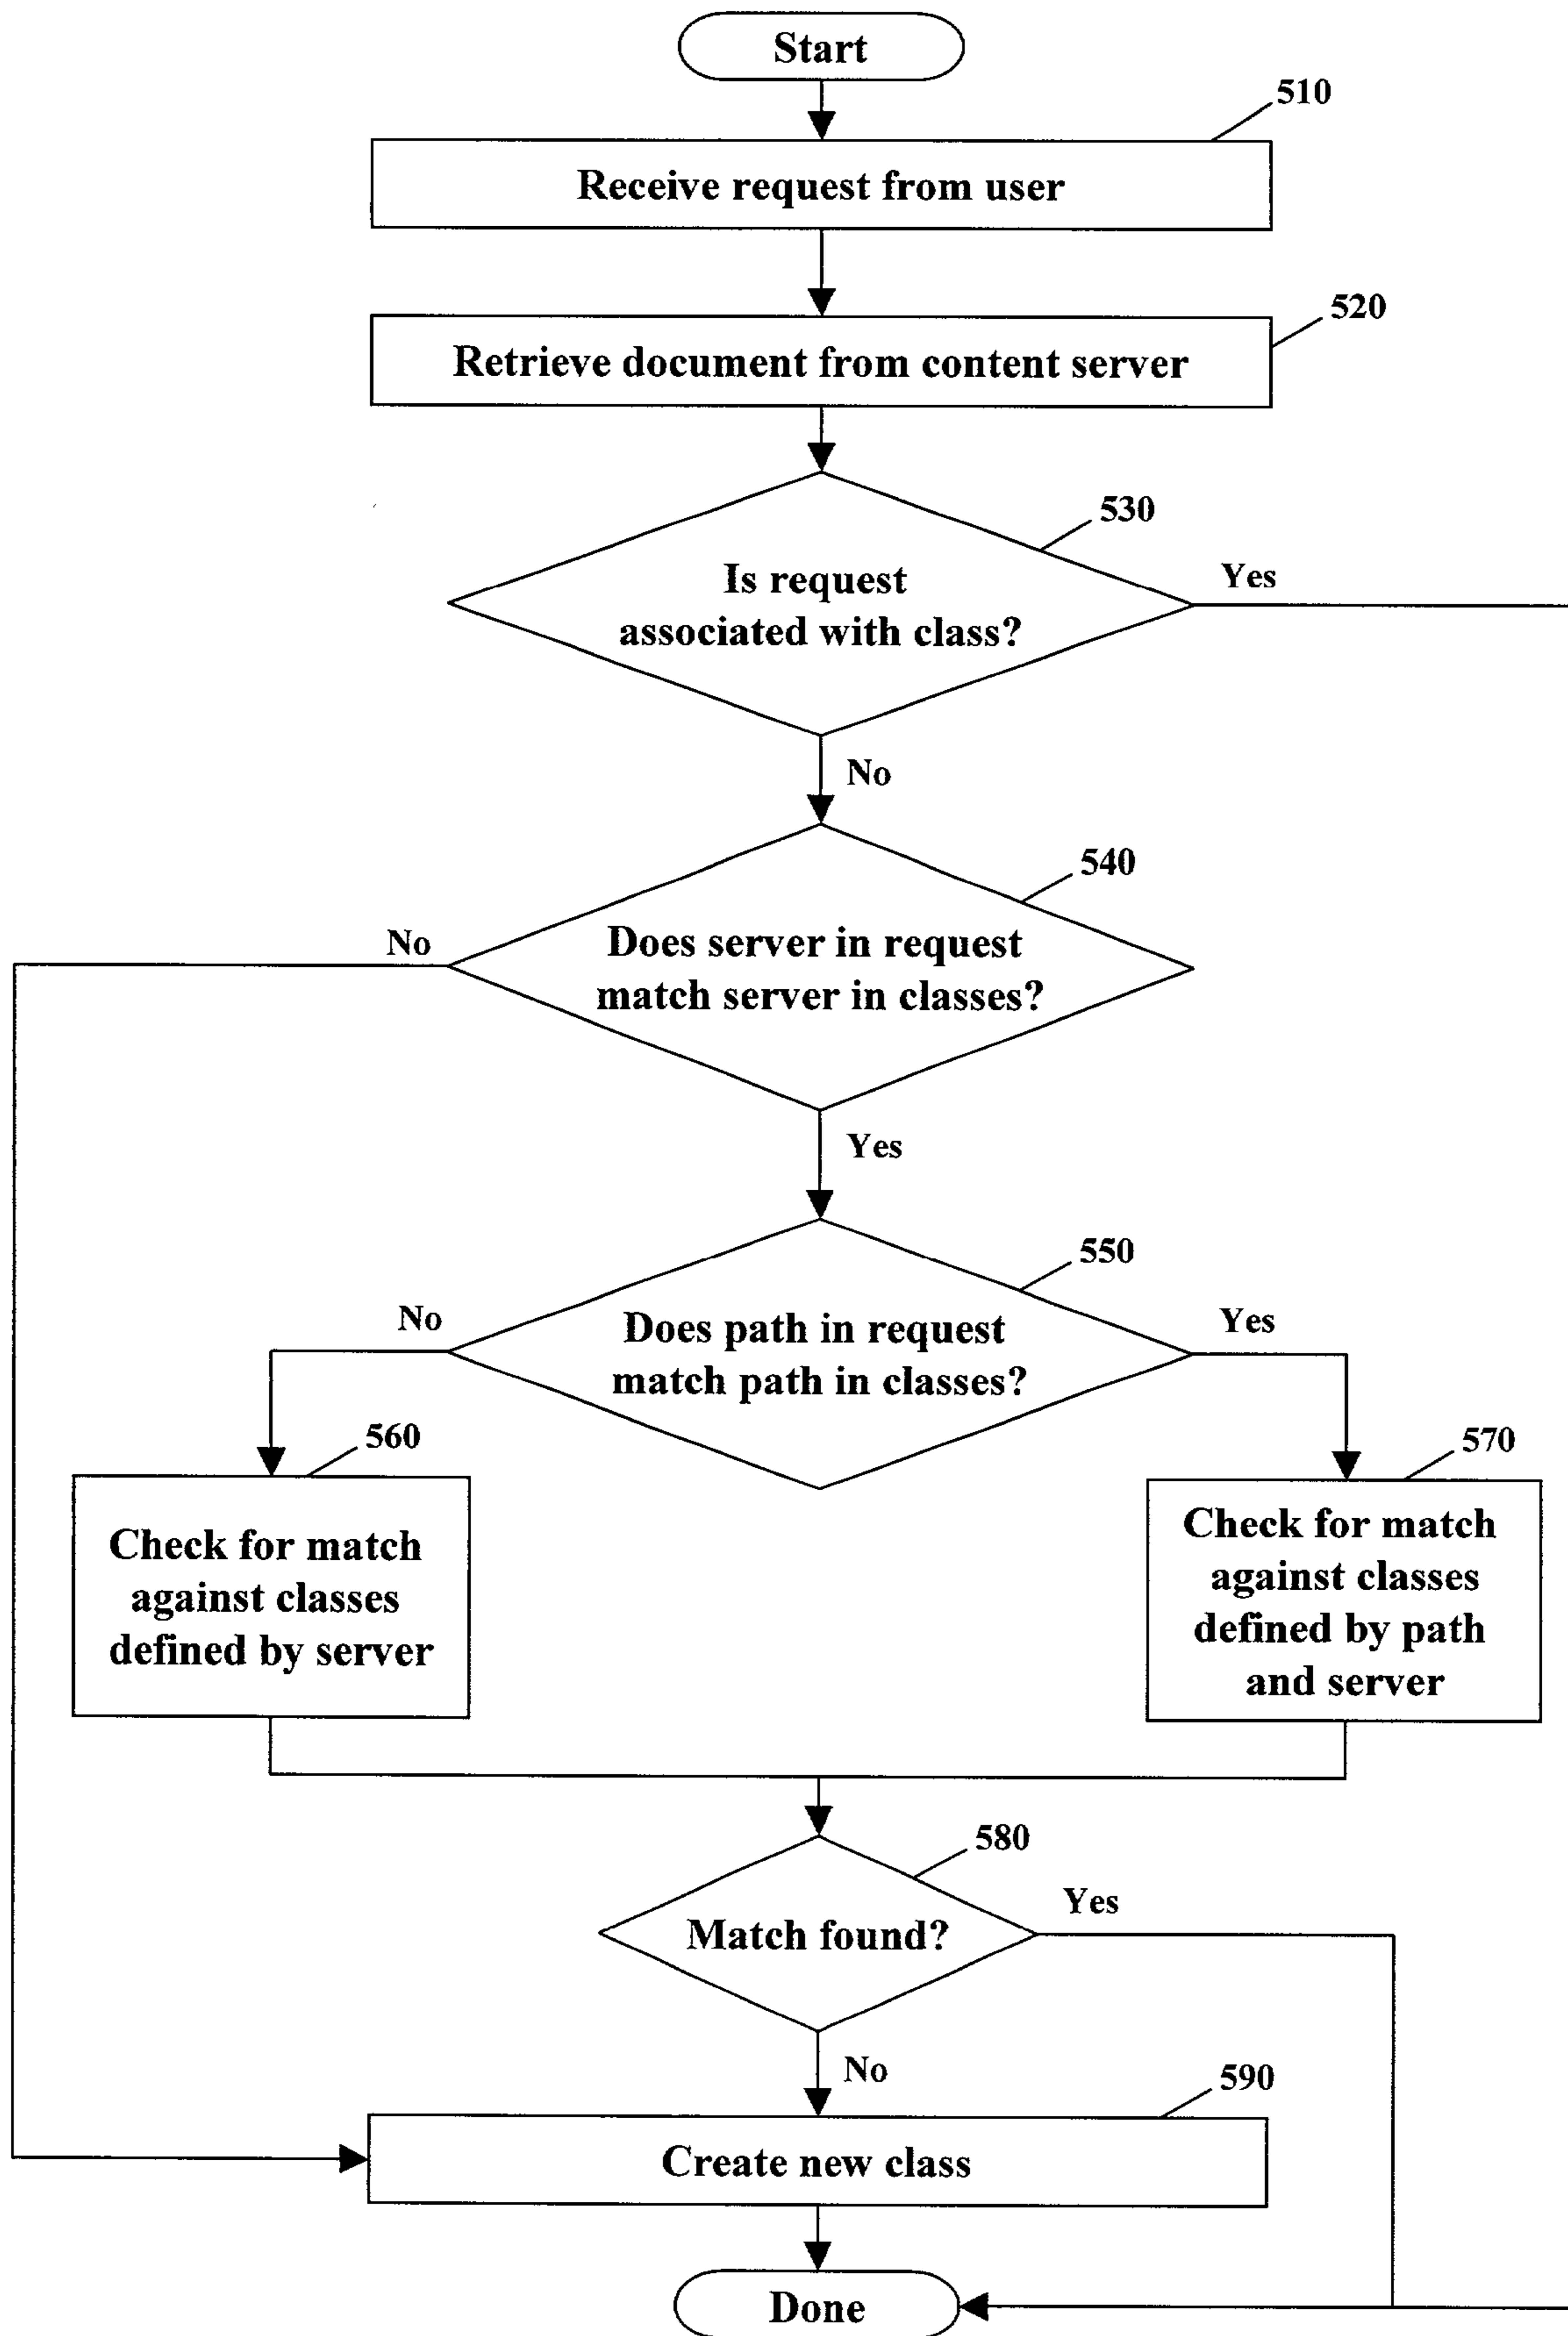 Start
510
Receive request from user
520
Retrieve document from content server
530
Is request
associated with class?
Yes
No
540
Does server in request
match server in classes?
No
Yes
550
Does path in request
match path in classes?
No
Yes
560
Check for match
against classes
defined by server
570
Check for match
against classes
defined by path
and server
580
Match found?
Yes
No
590
Create new class
Done